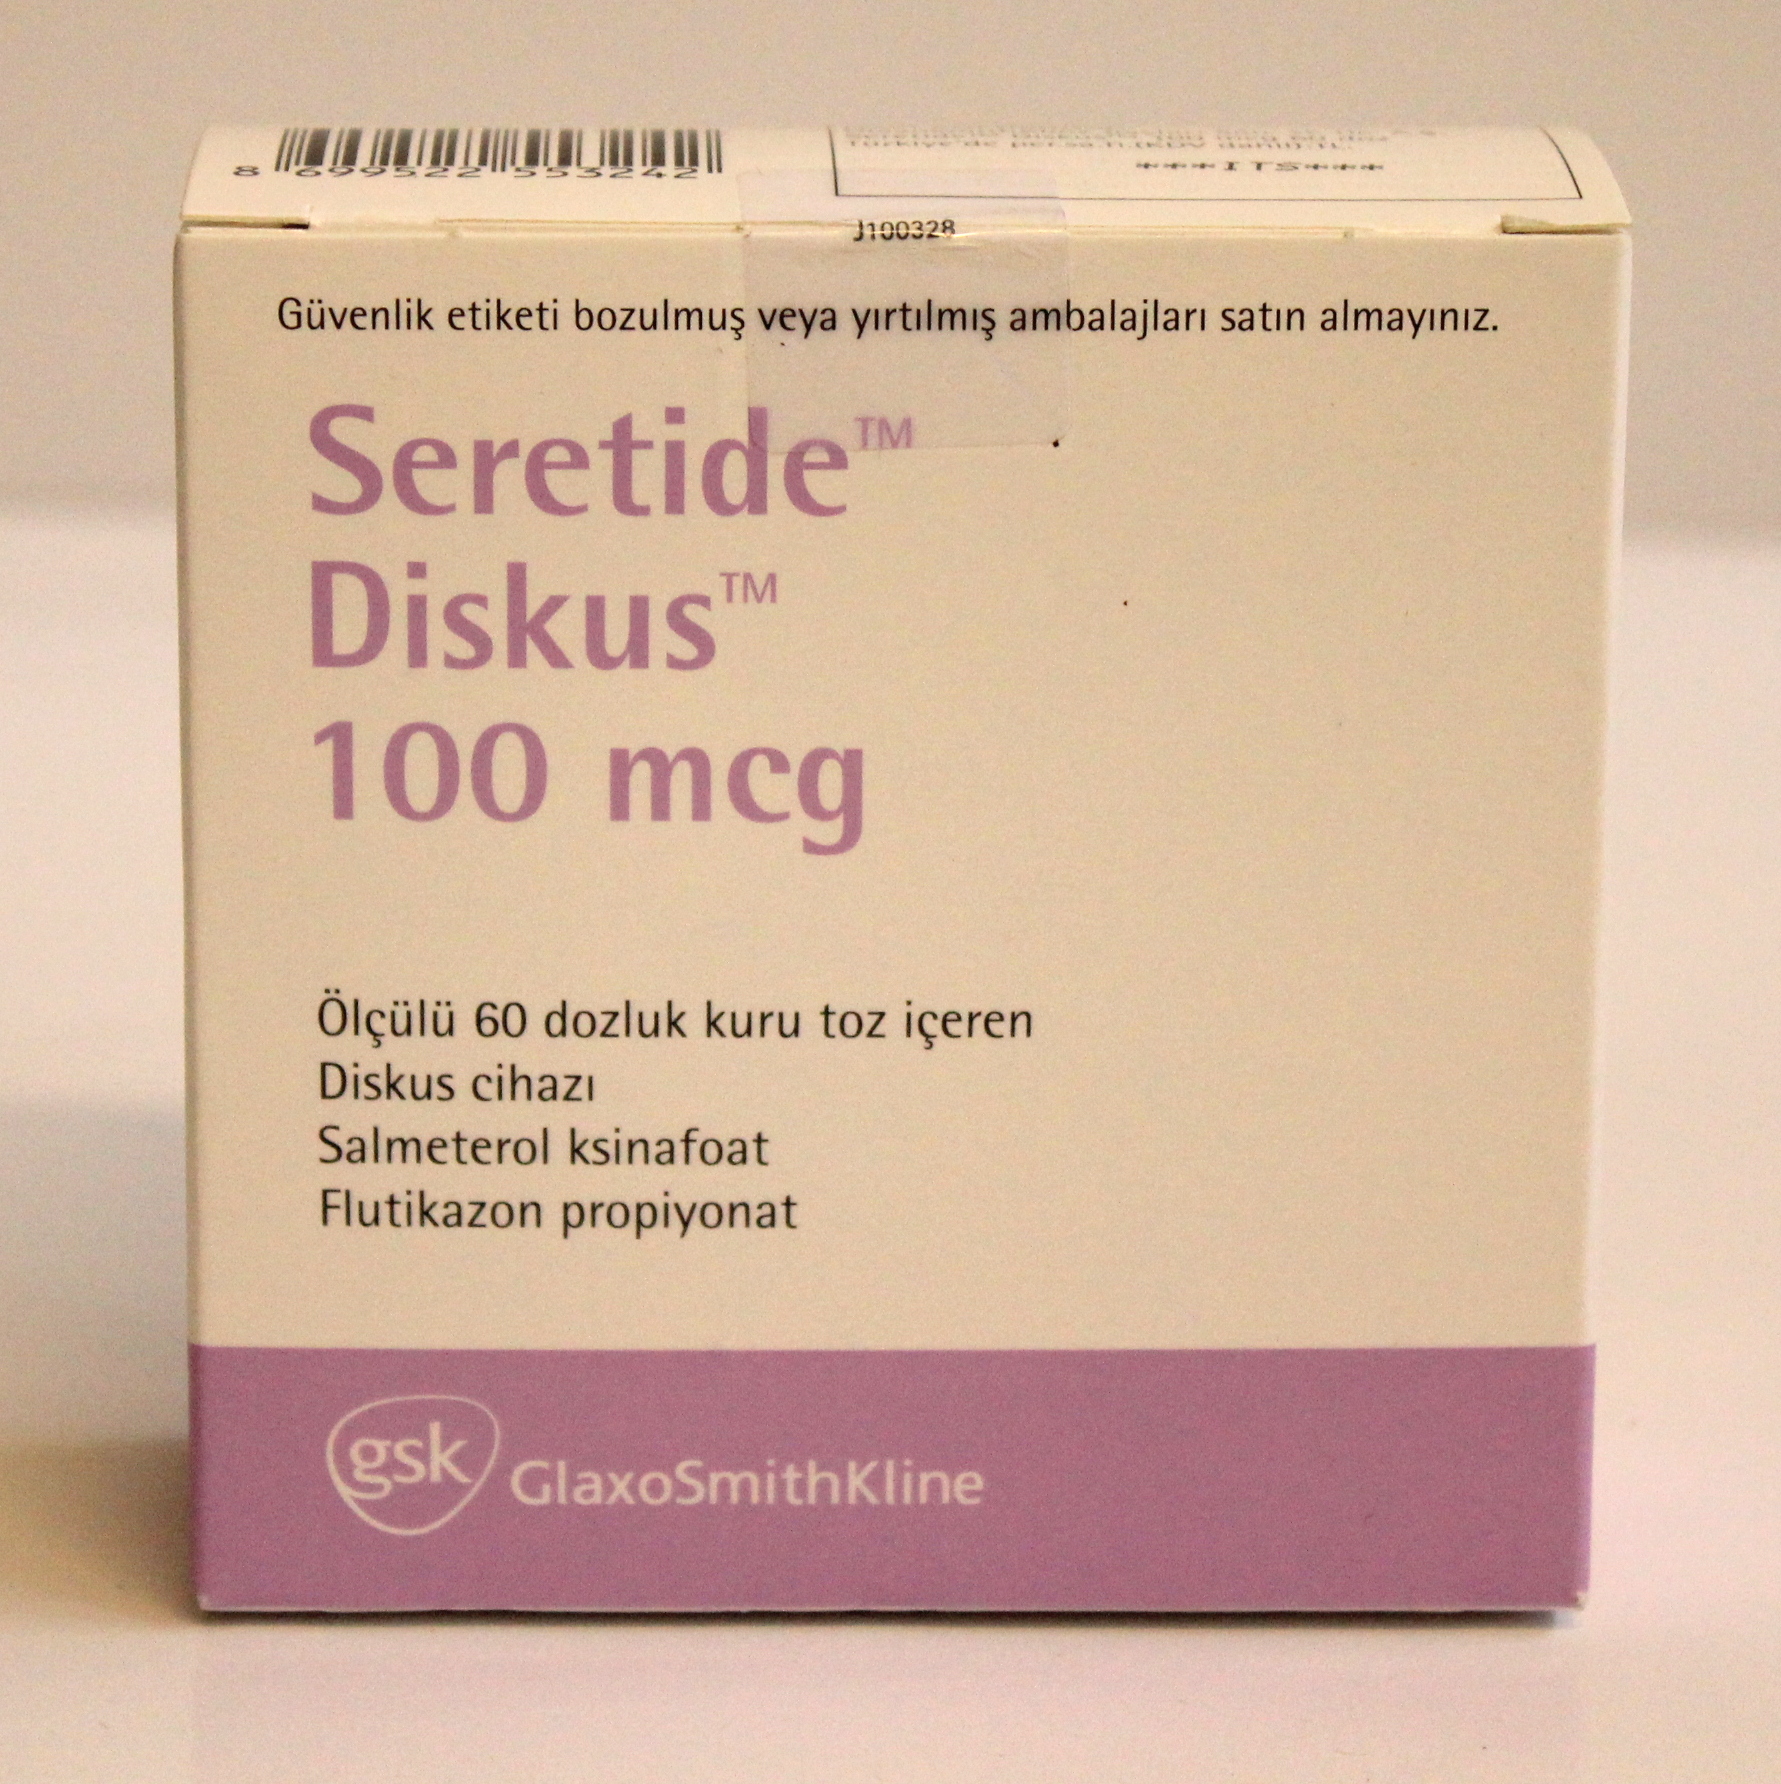 8 699522 553242
***ITS***
J100328
Güvenlik etiketi bozulmuş veya yırtılmış ambalajları satın almayınız.
Seretide™
Diskus™
100 mcg
Ölçülü 60 dozluk kuru toz içeren
Diskus cihazı
Salmeterol ksinafoat
Flutikazon propiyonat
gsk GlaxoSmithKline